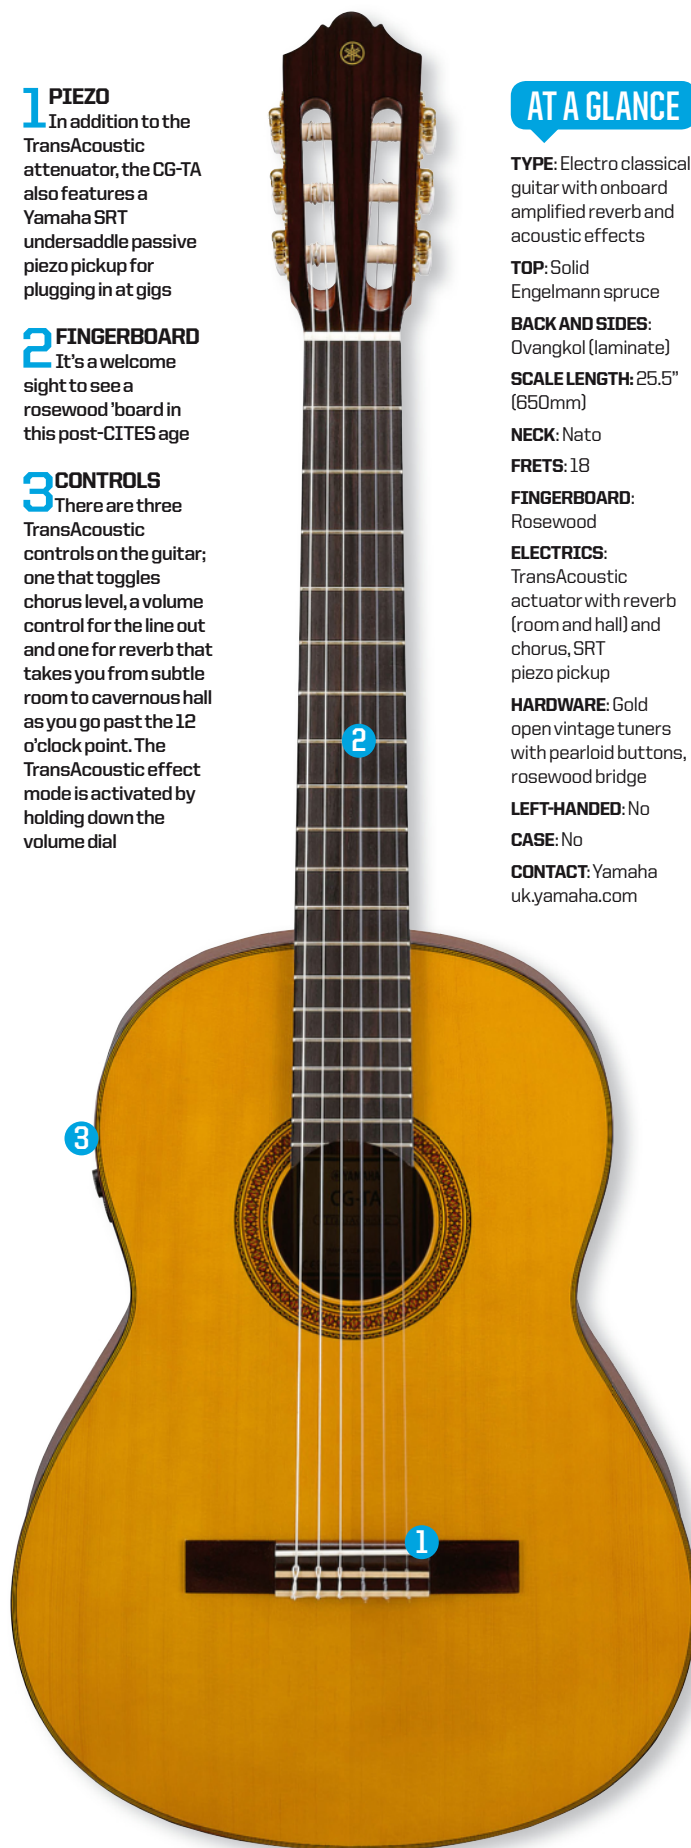 1 PIEZO
In addition to the
TransAcoustic
attenuator, the CG-TA
also features a
Yamaha SRT
undersaddle passive
piezo pickup for
plugging in at gigs
2 FINGERBOARD
It's a welcome
sight to see a
rosewood 'board in
this post-CITES age
3 CONTROLS
There are three
TransAcoustic
controls on the guitar;
one that toggles
chorus level, a volume
control for the line out
and one for reverb that
takes you from subtle
room to cavernous hall
as you go past the 12
o'clock point. The
TransAcoustic effect
mode is activated by
holding down the
volume dial
AT A GLANCE
TYPE: Electro classical
guitar with onboard
amplified reverb and
acoustic effects
TOP: Solid
Engelmann spruce
BACK AND SIDES:
Ovangkol (laminate)
SCALE LENGTH: 25.5”
(650mm)
NECK: Nato
FRETS: 18
FINGERBOARD:
Rosewood
ELECTRICS:
TransAcoustic
actuator with reverb
(room and hall) and
chorus, SRT
piezo pickup
HARDWARE: Gold
open vintage tuners
with pearloid buttons,
rosewood bridge
LEFT-HANDED: No
CASE: No
CONTACT: Yamaha
uk.yamaha.com
2
3
YAMAHA
CG-TA
1